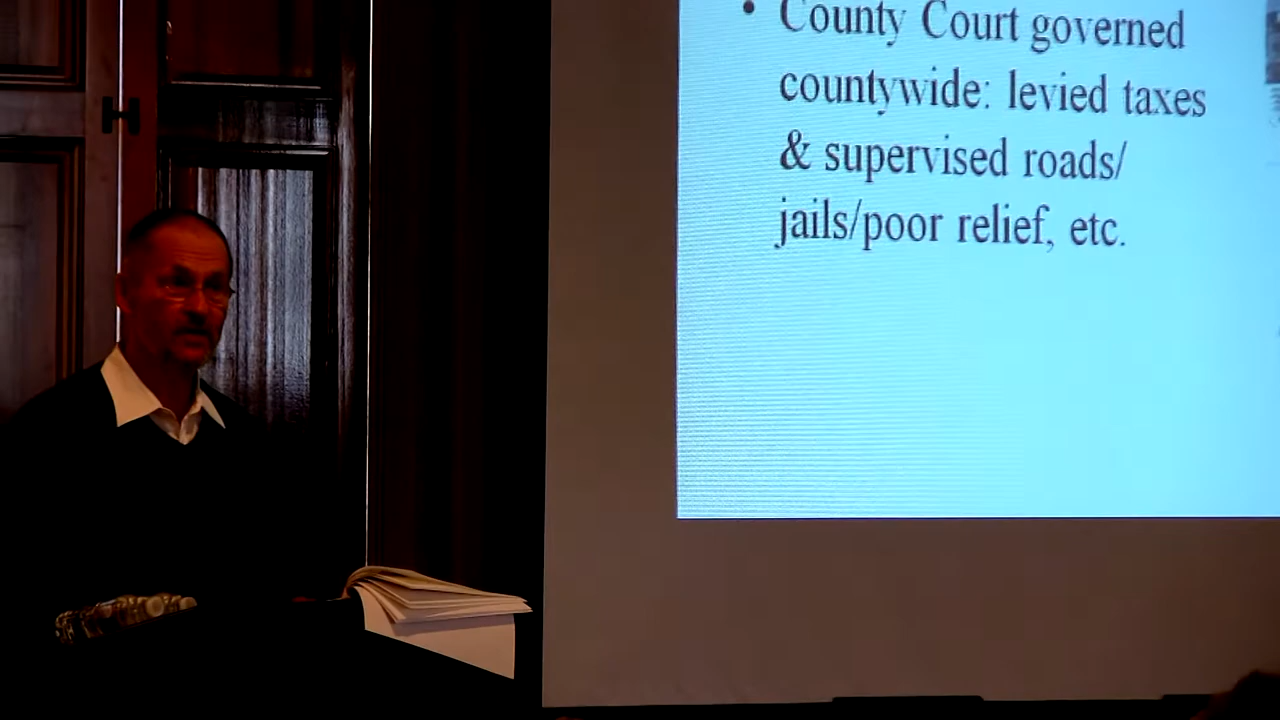 • County Court governed
countywide: levied taxes
& supervised roads/
jails/poor relief, etc.